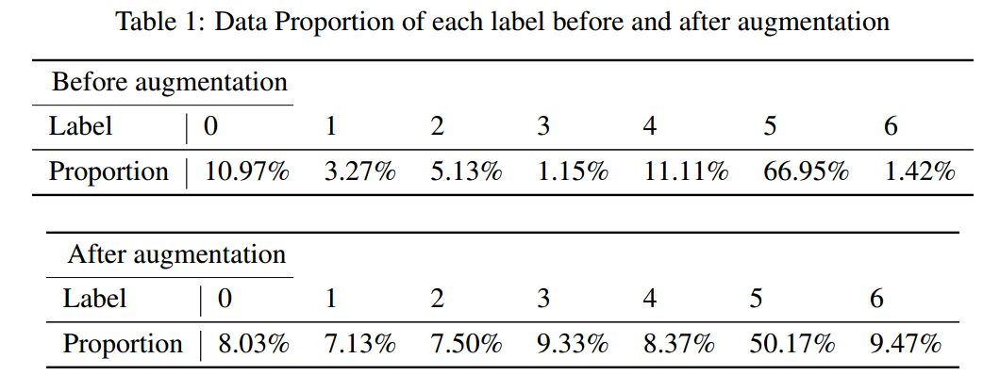 Table 1: Data Proportion of each label before and after augmentation
Before augmentation
Label 0 1 2 3 4 5 6
Proportion 10.97% 3.27% 5.13% 1.15% 11.11% 66.95% 1.42%
After augmentation
Label 0 1 2 3 4 5 6
Proportion 8.03% 7.13% 7.50% 9.33% 8.37% 50.17% 9.47%